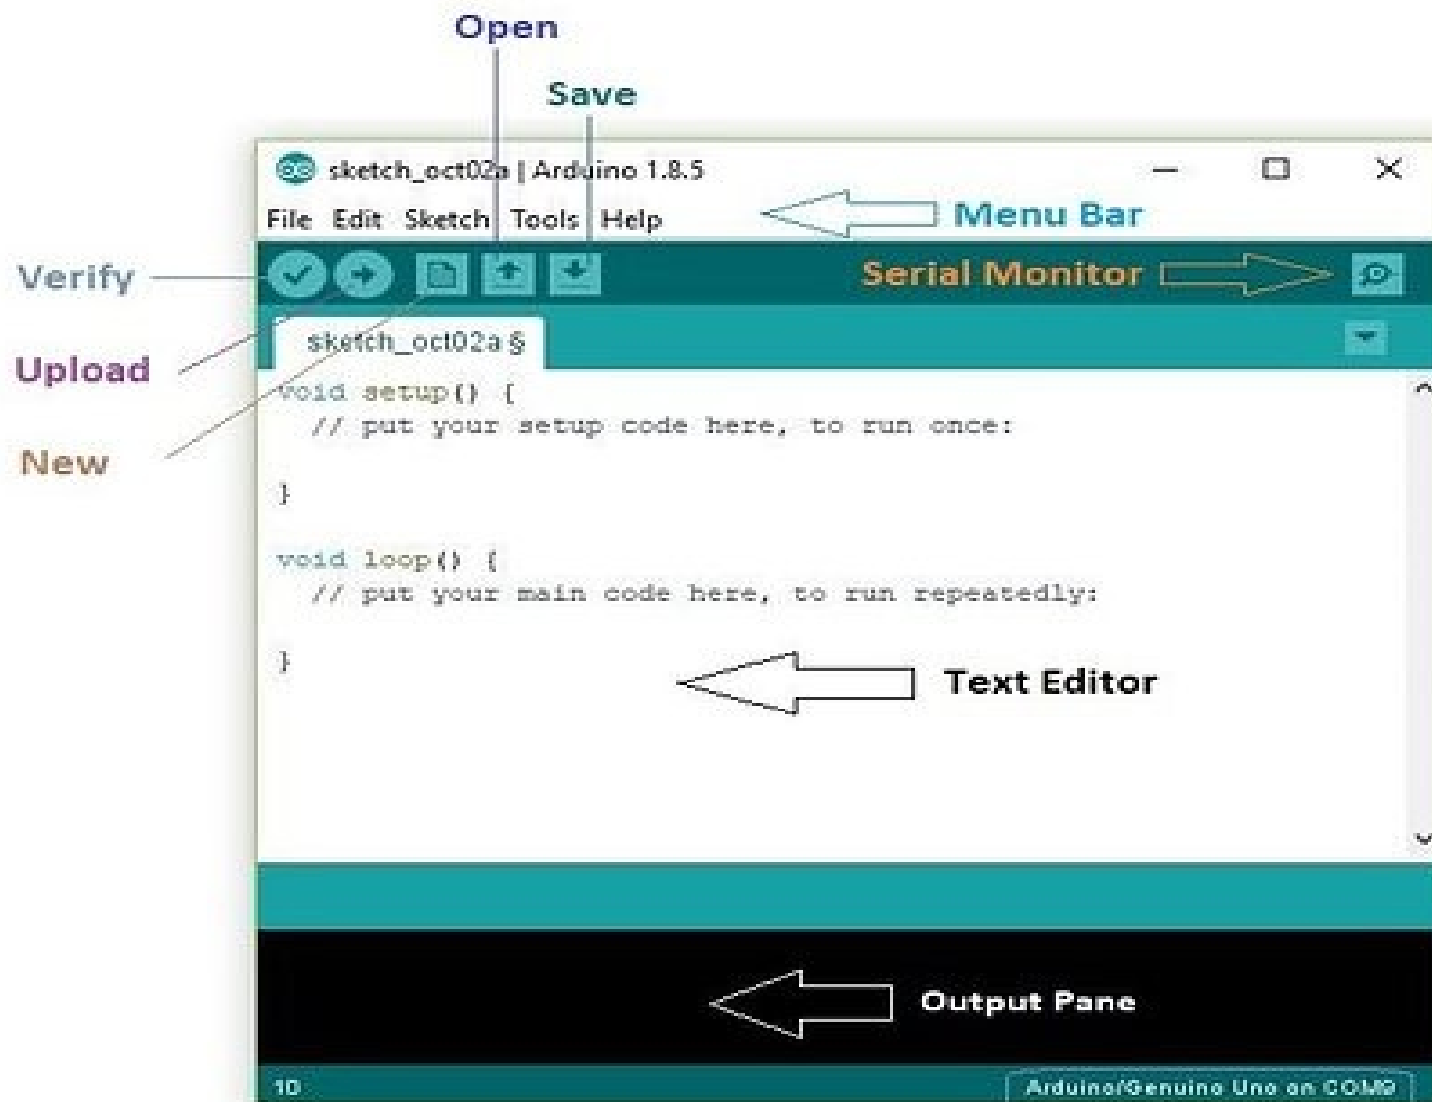 Open
Save
sketch_oct02a | Arduino 1.8.5
File Edit Sketch Tools Help
Menu Bar
Verify
Serial Monitor
sketch_oct02a §
Upload
void setup() {
// put your setup code here, to run once:
New
}
void loop() {
// put your main code here, to run repeatedly:
}
Text Editor
Output Pane
10
Arduino/Genuino Uno on COM9